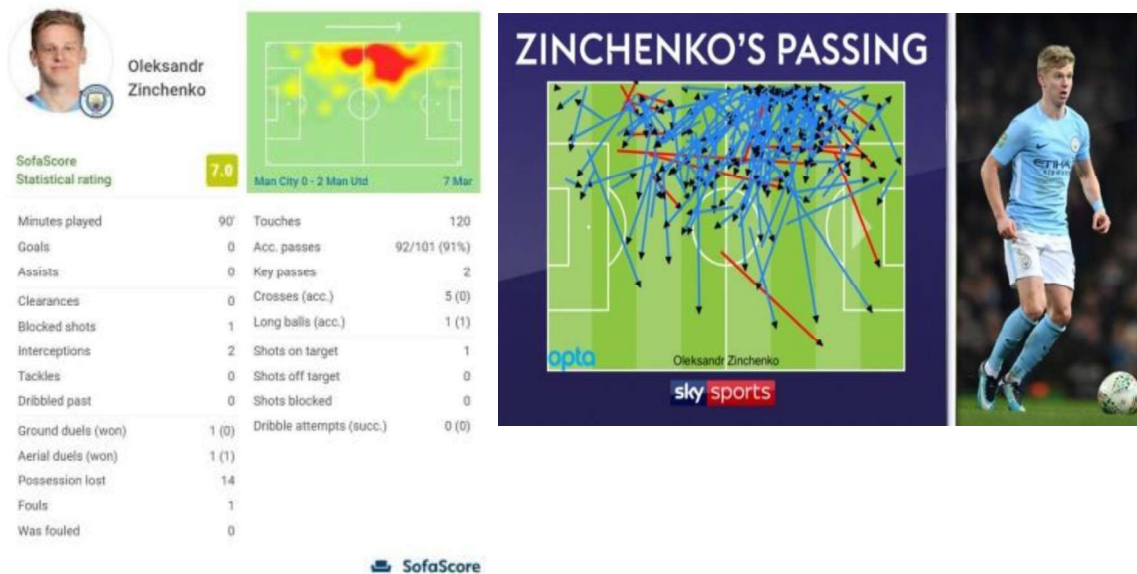 Oleksandr
Zinchenko
SofaScore
Statistical rating
7.0
Man City 0 - 2 Man Utd 7 Mar
Minutes played 90'
Goals 0
Assists 0
Clearances 0
Blocked shots 1
Interceptions 2
Tackles 0
Dribbled past 0
Ground duels (won) 1 (0)
Aerial duels (won) 1 (1)
Possession lost 14
Fouls 1
Was fouled 0
Touches 120
Acc. passes 92/101 (91%)
Key passes 2
Crosses (acc.) 5 (0)
Long balls (acc.) 1 (1)
Shots on target 1
Shots off target 0
Shots blocked 0
Dribble attempts (succ.) 0 (0)
SofaScore
ZINCHENKO'S PASSING
opta
Oleksandr Zinchenko
sky sports
ETIHAD